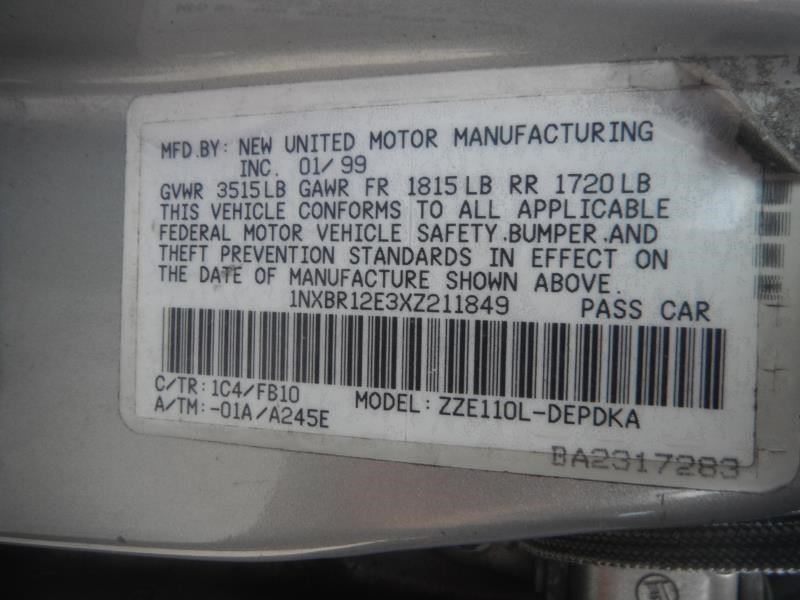 MFD.BY: NEW UNITED MOTOR MANUFACTURING
INC. 01/99
GVWR 3515LB GAWR FR 1815LB RR 1720LB
THIS VEHICLE CONFORMS TO ALL APPLICABLE
FEDERAL MOTOR VEHICLE SAFETY.BUMPER.AND
THEFT PREVENTION STANDARDS IN EFFECT ON
THE DATE OF MANUFACTURE SHOWN ABOVE.
1NXBR12E3XZ211849 PASS CAR
C/TR: 1C4/FB10
A/TM: -01A/A245E MODEL: ZZE110L-DEPDKA
BA2317283